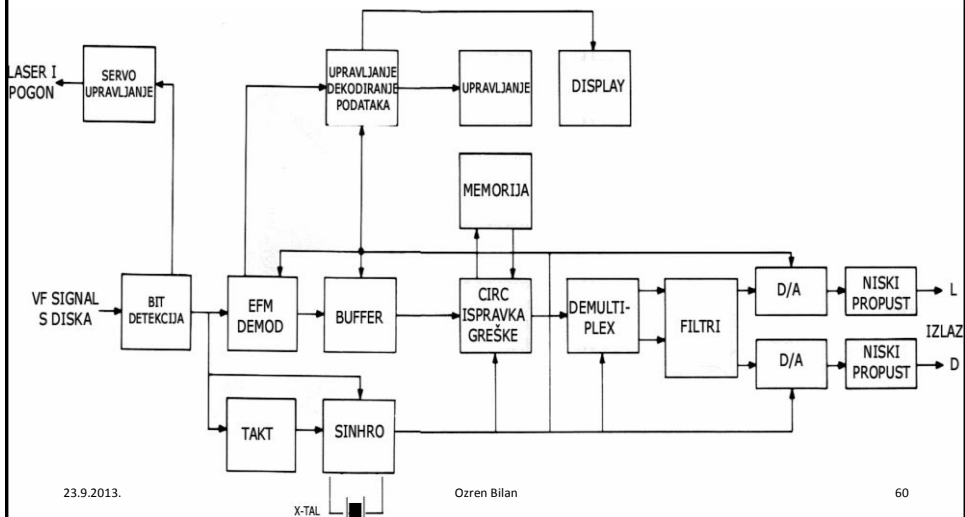 LASER I
POGON
SERVO
UPRAVLJANJE
UPRAVLJANJE
DEKODIRANJE
PODATAKA
UPRAVLJANJE
DISPLAY
MEMORIJA
VF SIGNAL
S DISKA
BIT
DETEKCIJA
EFM
DEMOD
BUFFER
CIRC
ISPRAVKA
GREŠKE
DEMULTI-
PLEX
FILTRI
D/A
NISKI
PROPUST
L
IZLAZ
D/A
NISKI
PROPUST
D
TAKT
SINHRO
X-TAL
23.9.2013.
Ozren Bilan
60